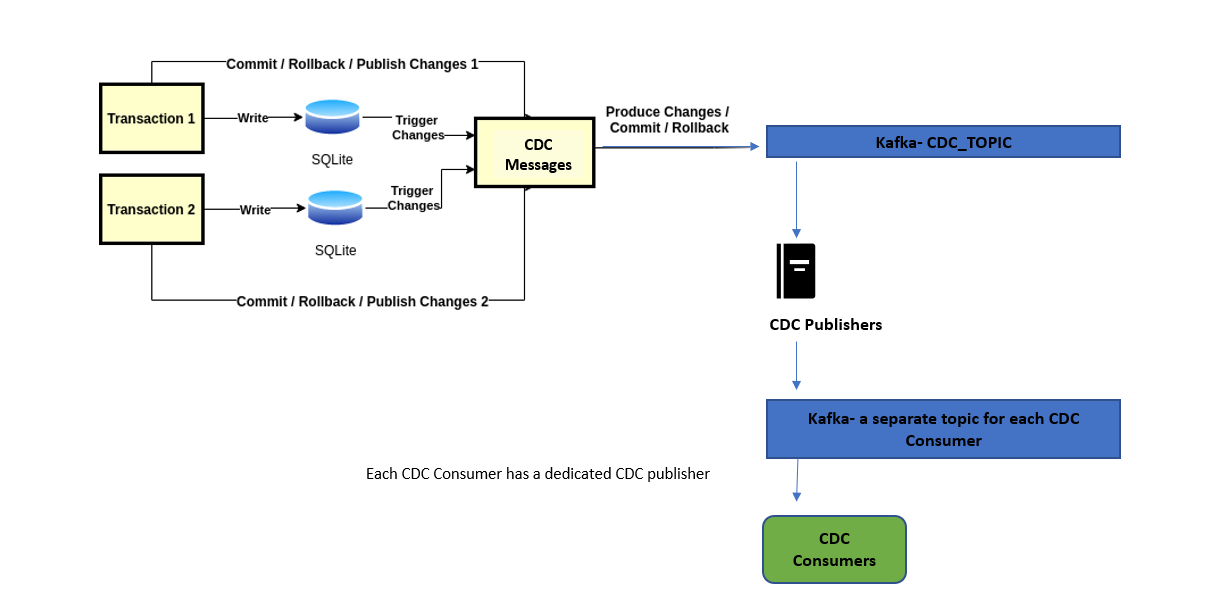 Commit / Rollback / Publish Changes 1
Transaction 1
Write
SQLite
Trigger
Changes
CDC
Messages
Produce Changes /
Commit / Rollback
Kafka- CDC_TOPIC
Transaction 2
Write
SQLite
Trigger
Changes
Commit / Rollback / Publish Changes 2
CDC Publishers
Kafka- a separate topic for each CDC
Consumer
Each CDC Consumer has a dedicated CDC publisher
CDC
Consumers